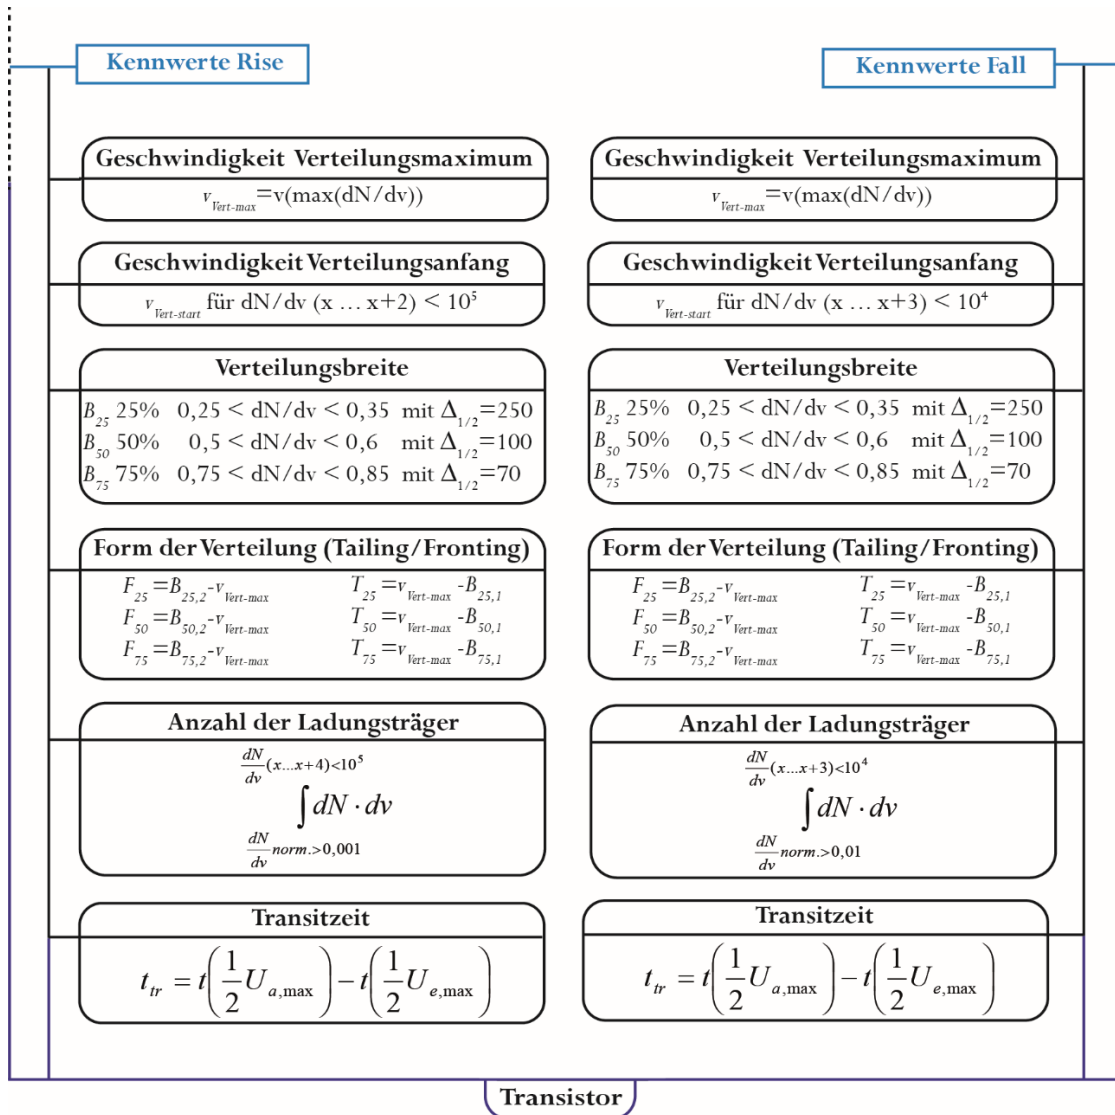 Kennwerte Rise
Geschwindigkeit Verteilungsmaximum
v_Vert-max=v(max(dN/dv))
Geschwindigkeit Verteilungsanfang
v_Vert-start für dN/dv (x ... x+2) < 10⁵
Verteilungsbreite
B_25 25% 0,25 < dN/dv < 0,35 mit Δ_1/2=250
B_50 50% 0,5 < dN/dv < 0,6 mit Δ_1/2=100
B_75 75% 0,75 < dN/dv < 0,85 mit Δ_1/2=70
Form der Verteilung (Tailing/Fronting)
F_25=B_25,2-v_Vert-max T_25=v_Vert-max -B_25,1
F_50=B_50,2-v_Vert-max T_50=v_Vert-max -B_50,1
F_75=B_75,2-v_Vert-max T_75=v_Vert-max -B_75,1
Anzahl der Ladungsträger
dN/dv (x...x+4)<10⁵
∫dN · dv
dN/dv norm.>0,001
Transitzeit
t_tr = t(1/2 U_a,max) − t(1/2 U_e,max)
Kennwerte Fall
Geschwindigkeit Verteilungsmaximum
v_Vert-max=v(max(dN/dv))
Geschwindigkeit Verteilungsanfang
v_Vert-start für dN/dv (x ... x+3) < 10⁴
Verteilungsbreite
B_25 25% 0,25 < dN/dv < 0,35 mit Δ_1/2=250
B_50 50% 0,5 < dN/dv < 0,6 mit Δ_1/2=100
B_75 75% 0,75 < dN/dv < 0,85 mit Δ_1/2=70
Form der Verteilung (Tailing/Fronting)
F_25=B_25,2-v_Vert-max T_25=v_Vert-max -B_25,1
F_50=B_50,2-v_Vert-max T_50=v_Vert-max -B_50,1
F_75=B_75,2-v_Vert-max T_75=v_Vert-max -B_75,1
Anzahl der Ladungsträger
dN/dv (x...x+3)<10⁴
∫dN · dv
dN/dv norm.>0,01
Transitzeit
t_tr = t(1/2 U_a,max) − t(1/2 U_e,max)
Transistor